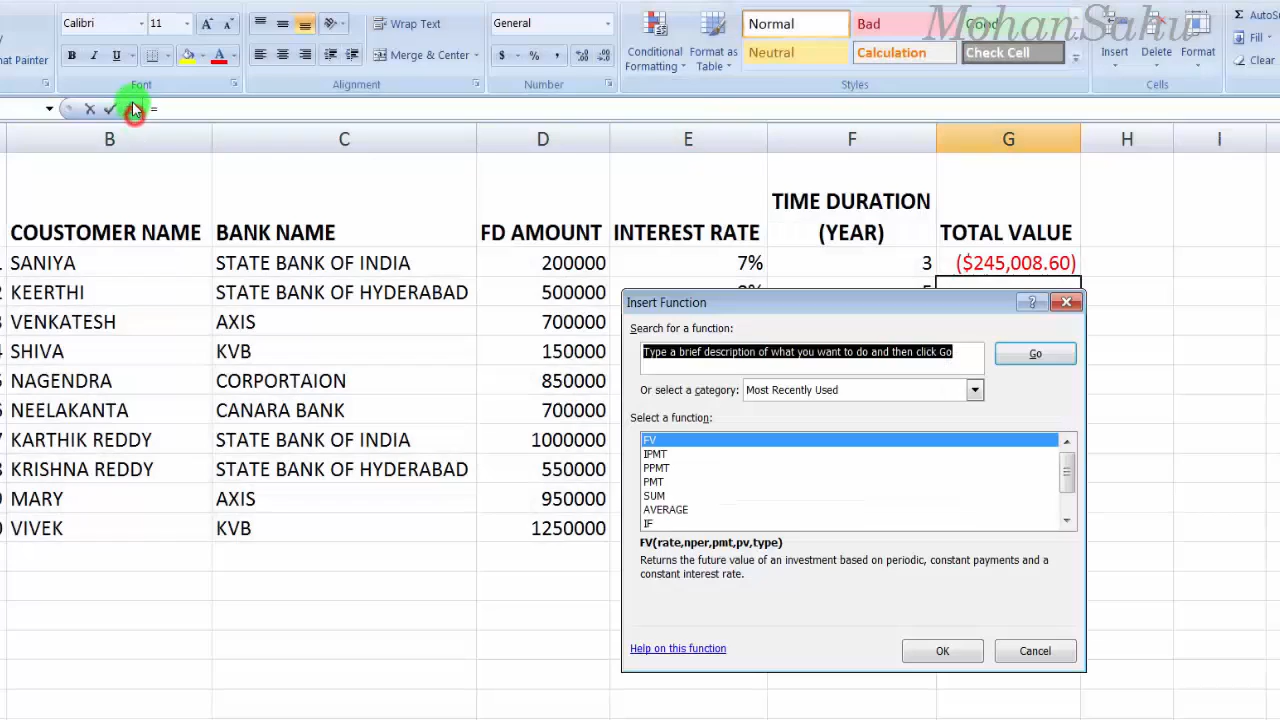 MohanSahu
Calibri 11 A A Wrap Text General Normal Bad Good AutoS
at Painter B I U A Merge & Center $ % , Conditional Formatting Format as Table Neutral Calculation Check Cell Insert Delete Format Fill Clear
Font Alignment Number Styles Cells
=
B C D E F G H I
COUSTOMER NAME BANK NAME FD AMOUNT INTEREST RATE TIME DURATION (YEAR) TOTAL VALUE
SANIYA STATE BANK OF INDIA 200000 7% 3 ($245,008.60)
KEERTHI STATE BANK OF HYDERABAD 500000
VENKATESH AXIS 700000
SHIVA KVB 150000
NAGENDRA CORPORTAION 850000
NEELAKANTA CANARA BANK 700000
KARTHIK REDDY STATE BANK OF INDIA 1000000
KRISHNA REDDY STATE BANK OF HYDERABAD 550000
MARY AXIS 950000
VIVEK KVB 1250000
Insert Function
Search for a function:
Type a brief description of what you want to do and then click Go
Go
Or select a category: Most Recently Used
Select a function:
FV
IPMT
PPMT
PMT
SUM
AVERAGE
IF
FV(rate,nper,pmt,pv,type)
Returns the future value of an investment based on periodic, constant payments and a
constant interest rate.
Help on this function
OK Cancel